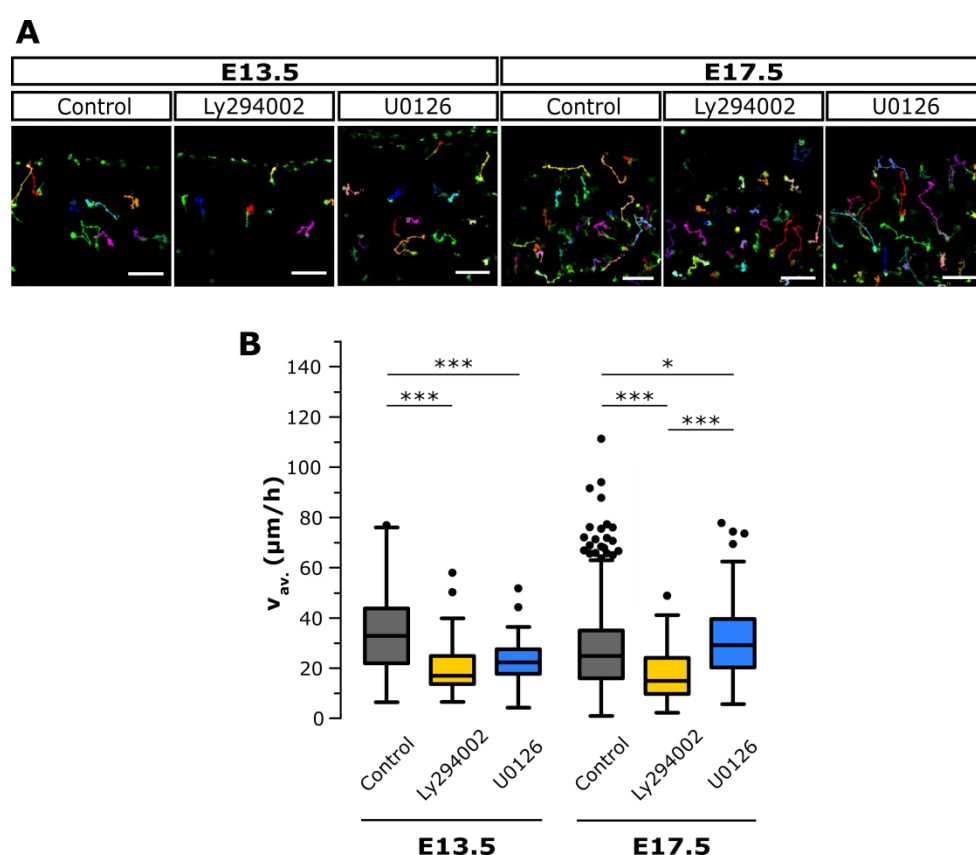 A
E13.5 E17.5
Control Ly294002 U0126 Control Ly294002 U0126
B
140
120
100
80
60
40
20
0
v av. (µm/h)
*** *
*** ***
***
Control Ly294002 U0126 Control Ly294002 U0126
E13.5 E17.5